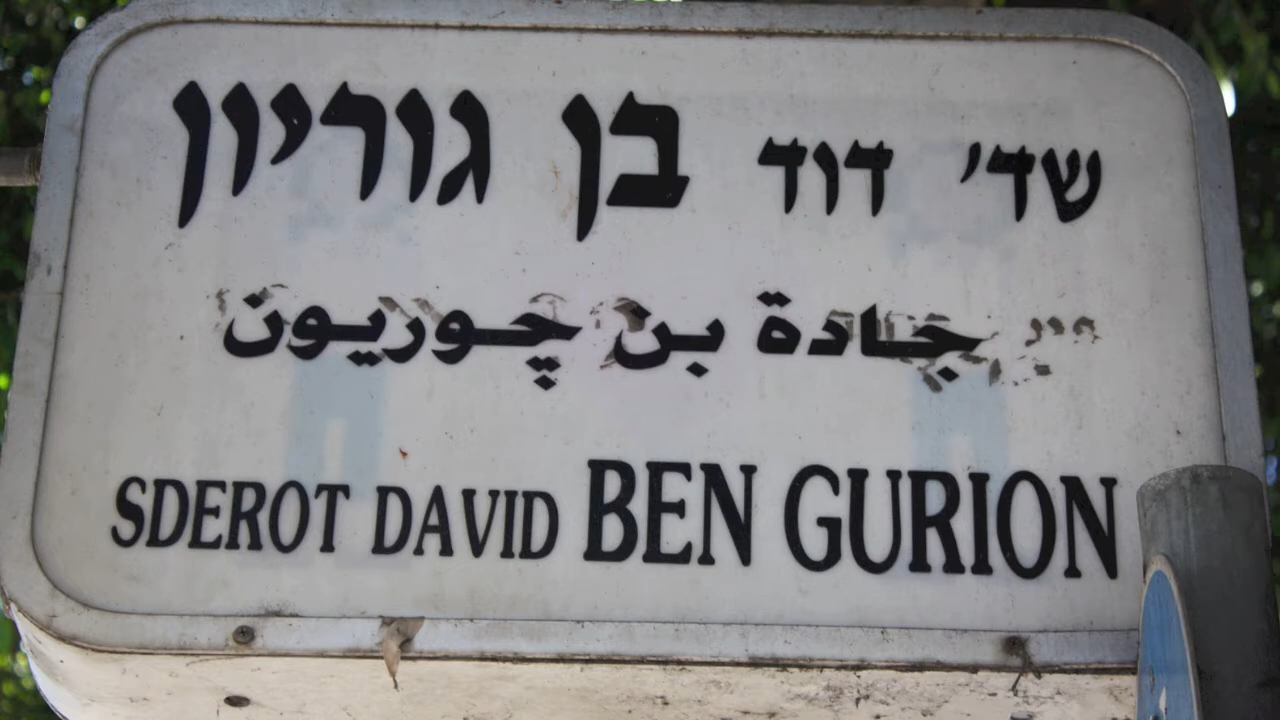 שד' דוד בן גוריון
جادة بن چوريون
SDEROT DAVID BEN GURION